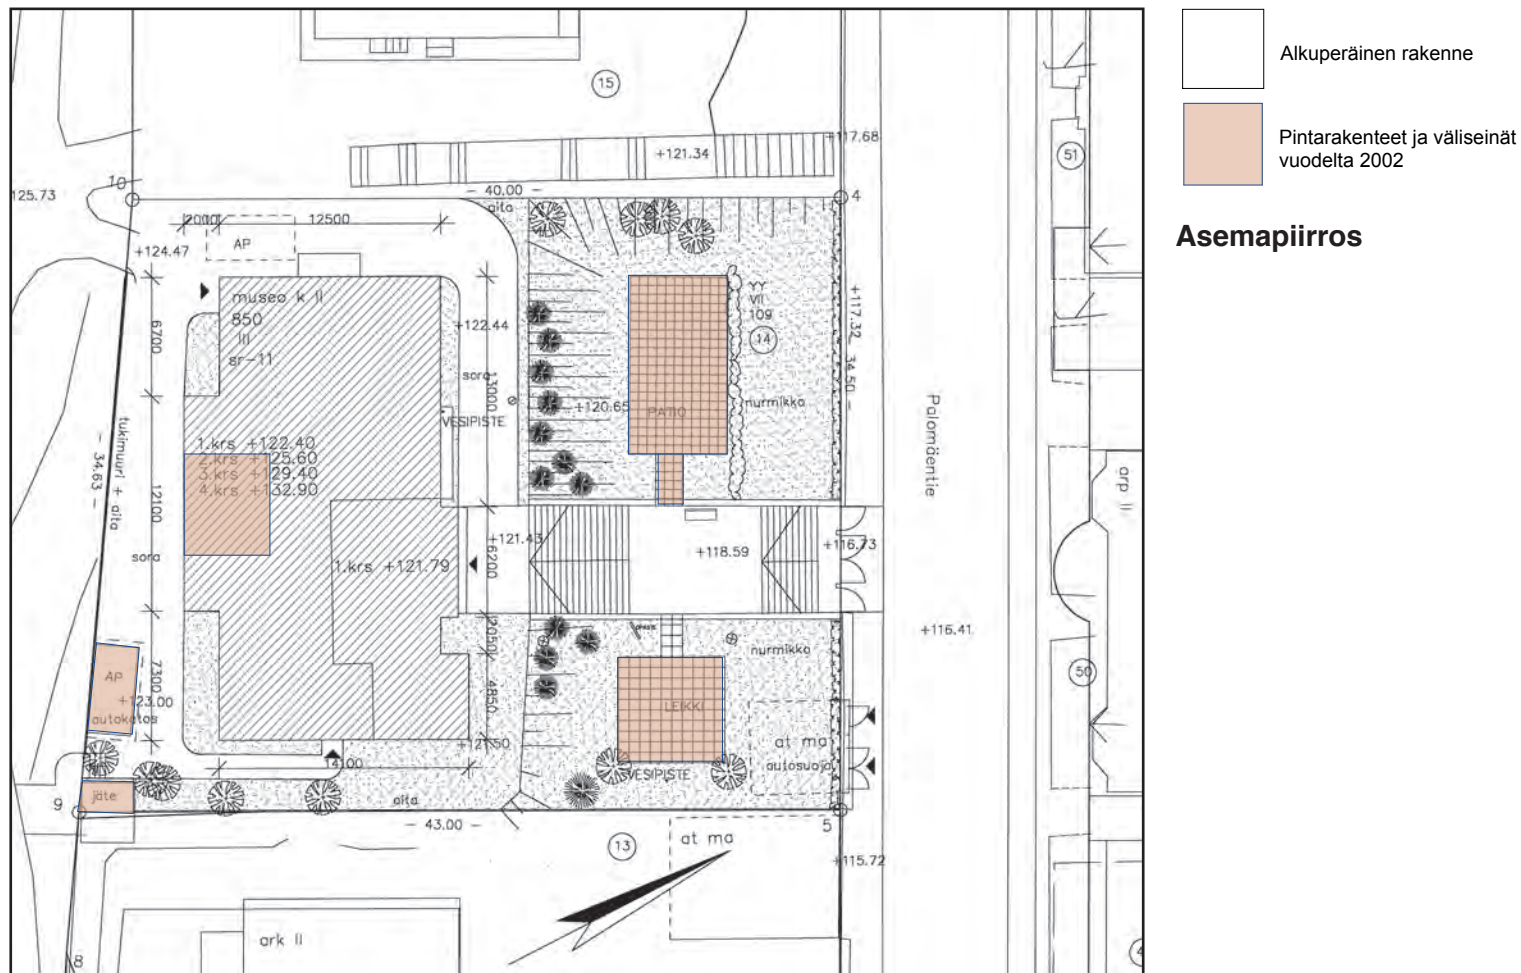 Alkuperäinen rakenne
Pintarakenteet ja väliseinät
vuodelta 2002
Asemapiirros
15
+117.68
+121.34
51
10
125.73
- 40.00 -
4
aita
2000
12500
AP
+124.47
museo k II
850
III
sr-11
6700
+122.44
YY
VII
109
14
+117.32
34.50 -
sora
13000
+120.65
PATIO
nurmikko
VESIPISTE
Palomäentie
arp II
tukimuuri + aita
- 34.63 -
1.krs +122.40
2.krs +125.60
3.krs +129.40
4.krs +132.90
12100
sora
+121.43
6200
+118.59
+116.73
1.krs +121.79
2050
+116.41
nurmikko
50
AP
7300
+123.00
autokatos
4850
LEIKKI
+121.50
at ma
autosuoja
14100
VESIPISTE
jäte
9
aita
- 43.00 -
5
13
at ma
+115.72
ark II
8